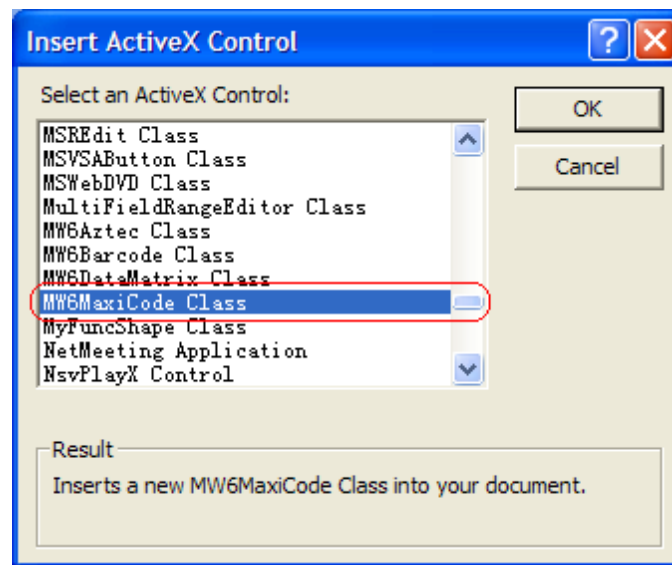 Insert ActiveX Control
Select an ActiveX Control:
MSREdit Class
MSVSAButton Class
MSWebDVD Class
MultiFieldRangeEditor Class
MW6Aztec Class
MW6Barcode Class
MW6DataMatrix Class
MW6MaxiCode Class
MyFuncShape Class
NetMeeting Application
NsvPlayX Control
OK
Cancel
Result
Inserts a new MW6MaxiCode Class into your document.